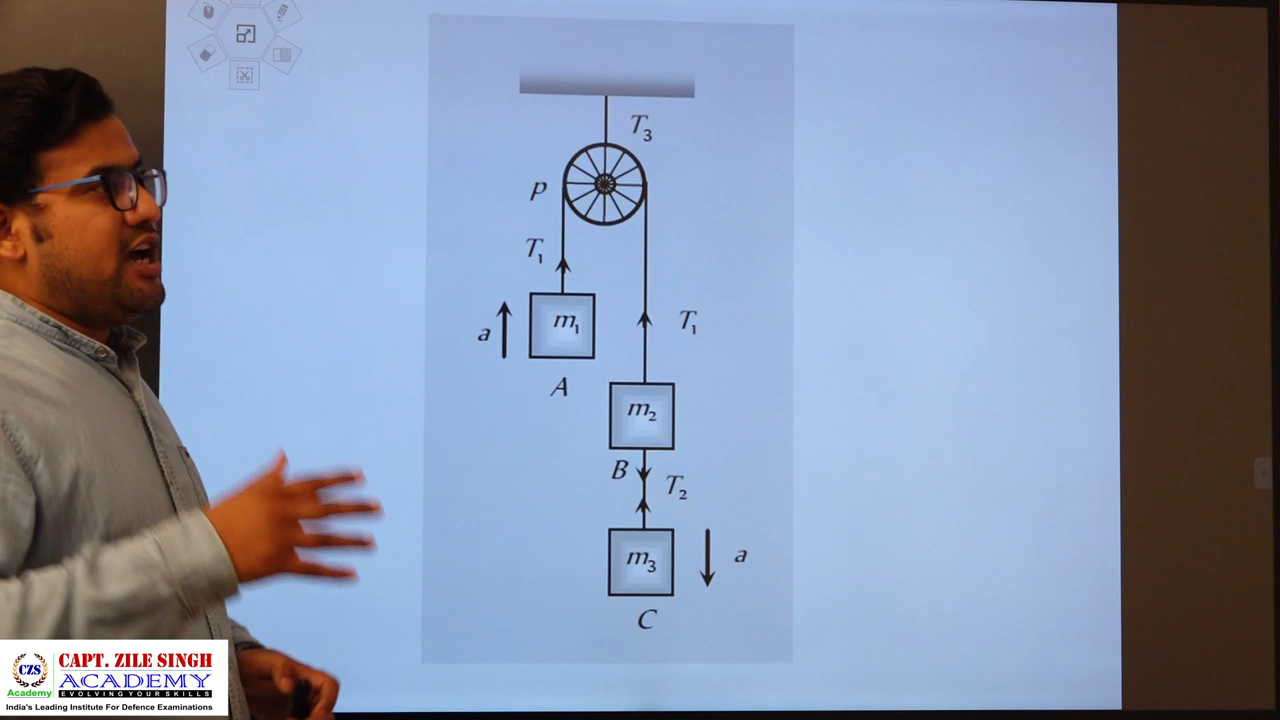 T₃
p
T₁
m₁
a
T₁
A
m₂
B
T₂
m₃
a
C
CZS
Academy
CAPT. ZILE SINGH
ACADEMY
EVOLVING YOUR SKILLS
India's Leading Institute For Defence Examinations